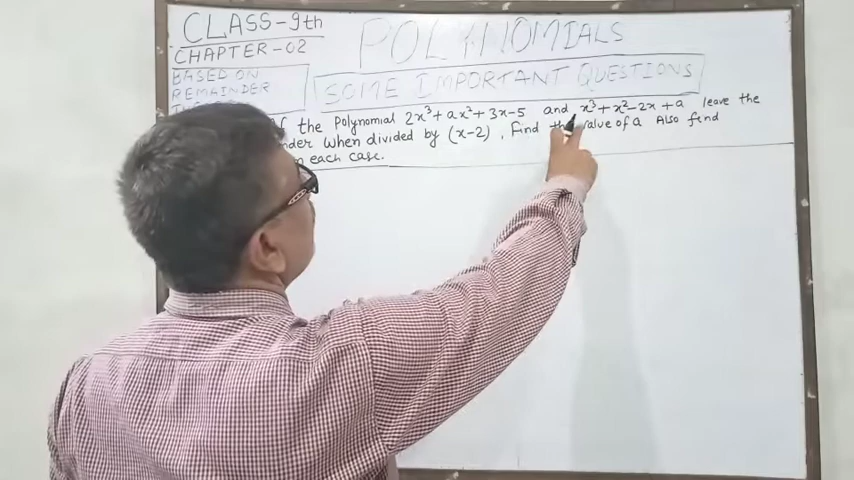 CLASS-9th
CHAPTER-02
BASED ON
REMAINDER
POLYNOMIALS
SOME IMPORTANT QUESTIONS
the Polynomial 2x³+ax²+3x-5 and x³+x²-2x+a leave the
when divided by (x-2), Find the value of a Also find
each case.